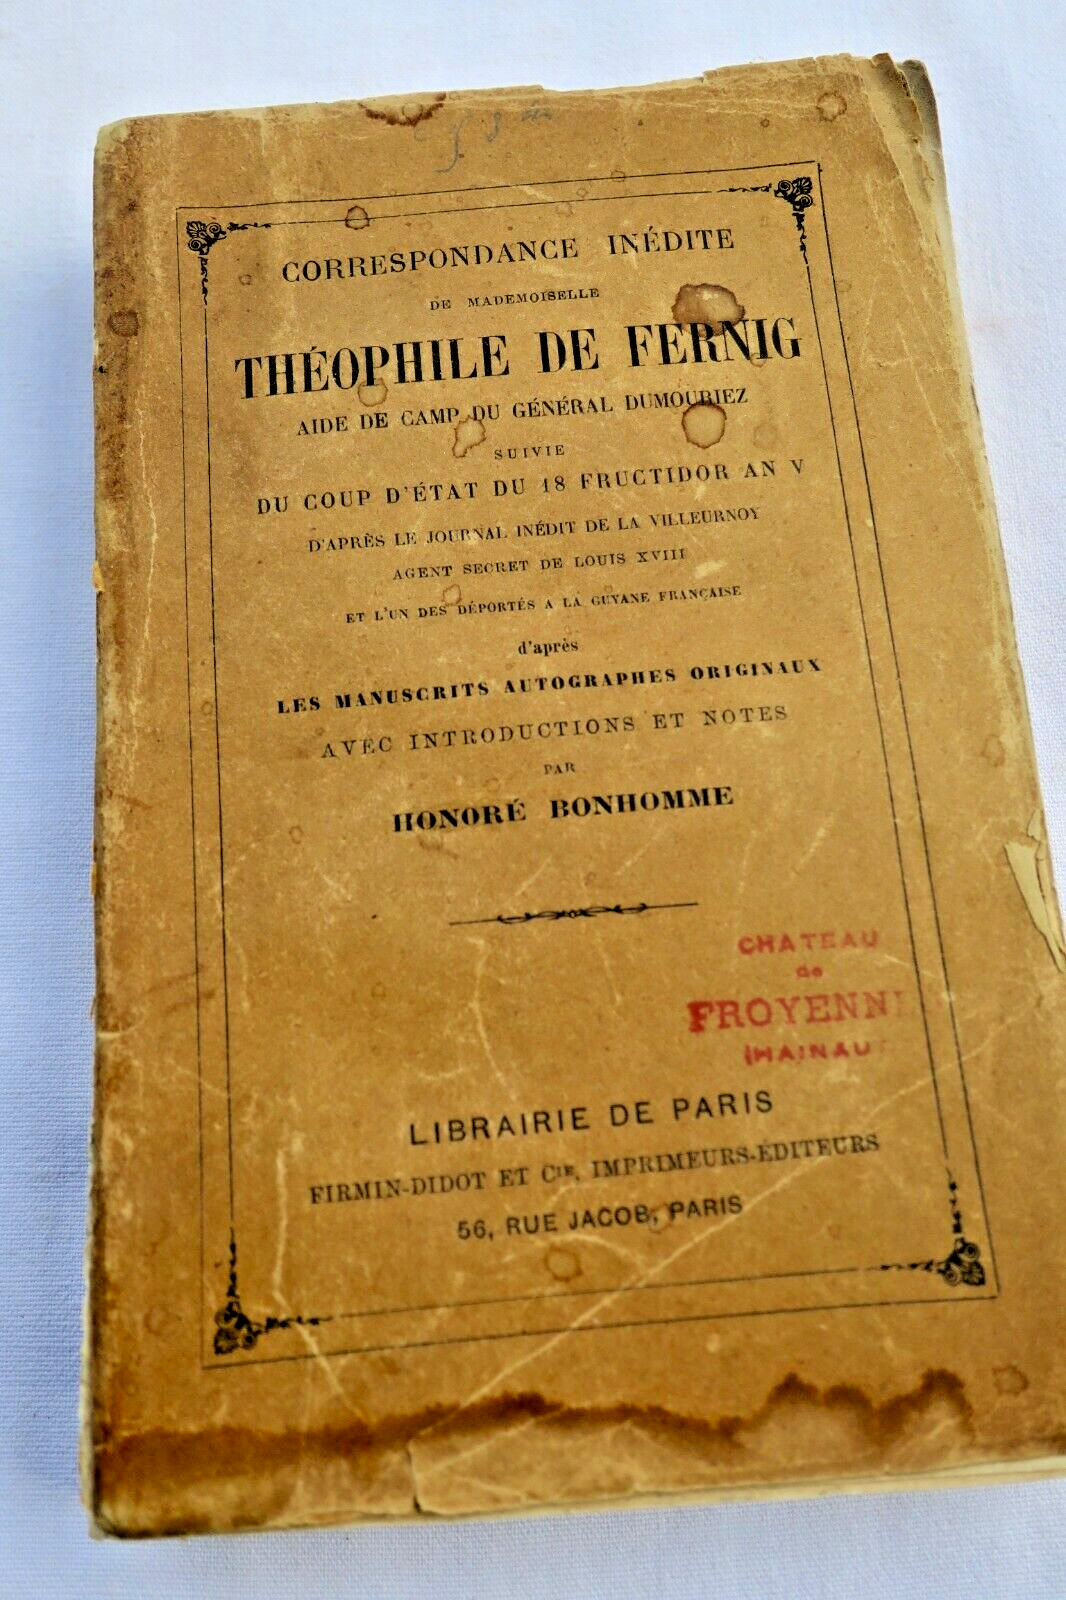 CORRESPONDANCE INÉDITE
DE MADEMOISELLE
THÉOPHILE DE FERNIG
AIDE DE CAMP DU GÉNÉRAL DUMOURIEZ
SUIVIE
DU COUP D'ÉTAT DU 18 FRUCTIDOR AN V
D'APRÈS LE JOURNAL INÉDIT DE LA VILLEURNOY
AGENT SECRET DE LOUIS XVIII
ET L'UN DES DÉPORTÉS A LA GUYANE FRANÇAISE
d'après
LES MANUSCRITS AUTOGRAPHES ORIGINAUX
AVEC INTRODUCTIONS ET NOTES
PAR
HONORÉ BONHOMME
CHATEAU
de
FROYENN
(HAINAU
LIBRAIRIE DE PARIS
FIRMIN-DIDOT ET CIE, IMPRIMEURS-ÉDITEURS
56, RUE JACOB, PARIS